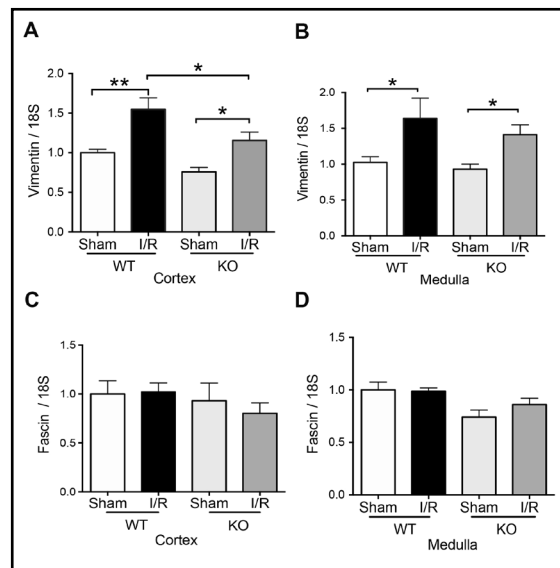 A
Vimentin / 18S
2.0
1.5
1.0
0.5
0.0
**
*
*
Sham I/R Sham I/R
WT KO
Cortex
B
Vimentin / 18S
2.0
1.5
1.0
0.5
0.0
*
*
Sham I/R Sham I/R
WT KO
Medulla
C
Fascin / 18S
1.5
1.0
0.5
0.0
Sham I/R Sham I/R
WT KO
Cortex
D
Fascin / 18S
1.5
1.0
0.5
0.0
Sham I/R Sham I/R
WT KO
Medulla